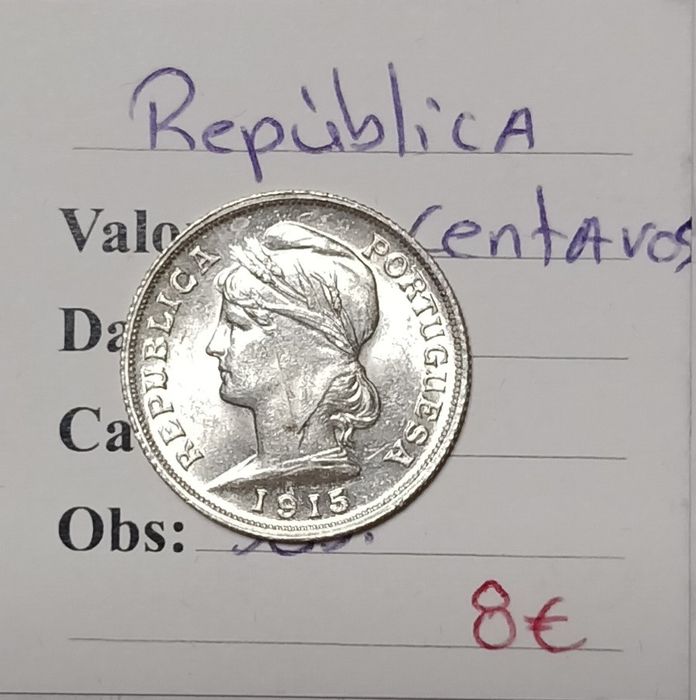 República
Valo centavos
Da
Ca
Obs:
8€
REPUBLICA PORTUGUESA
1915